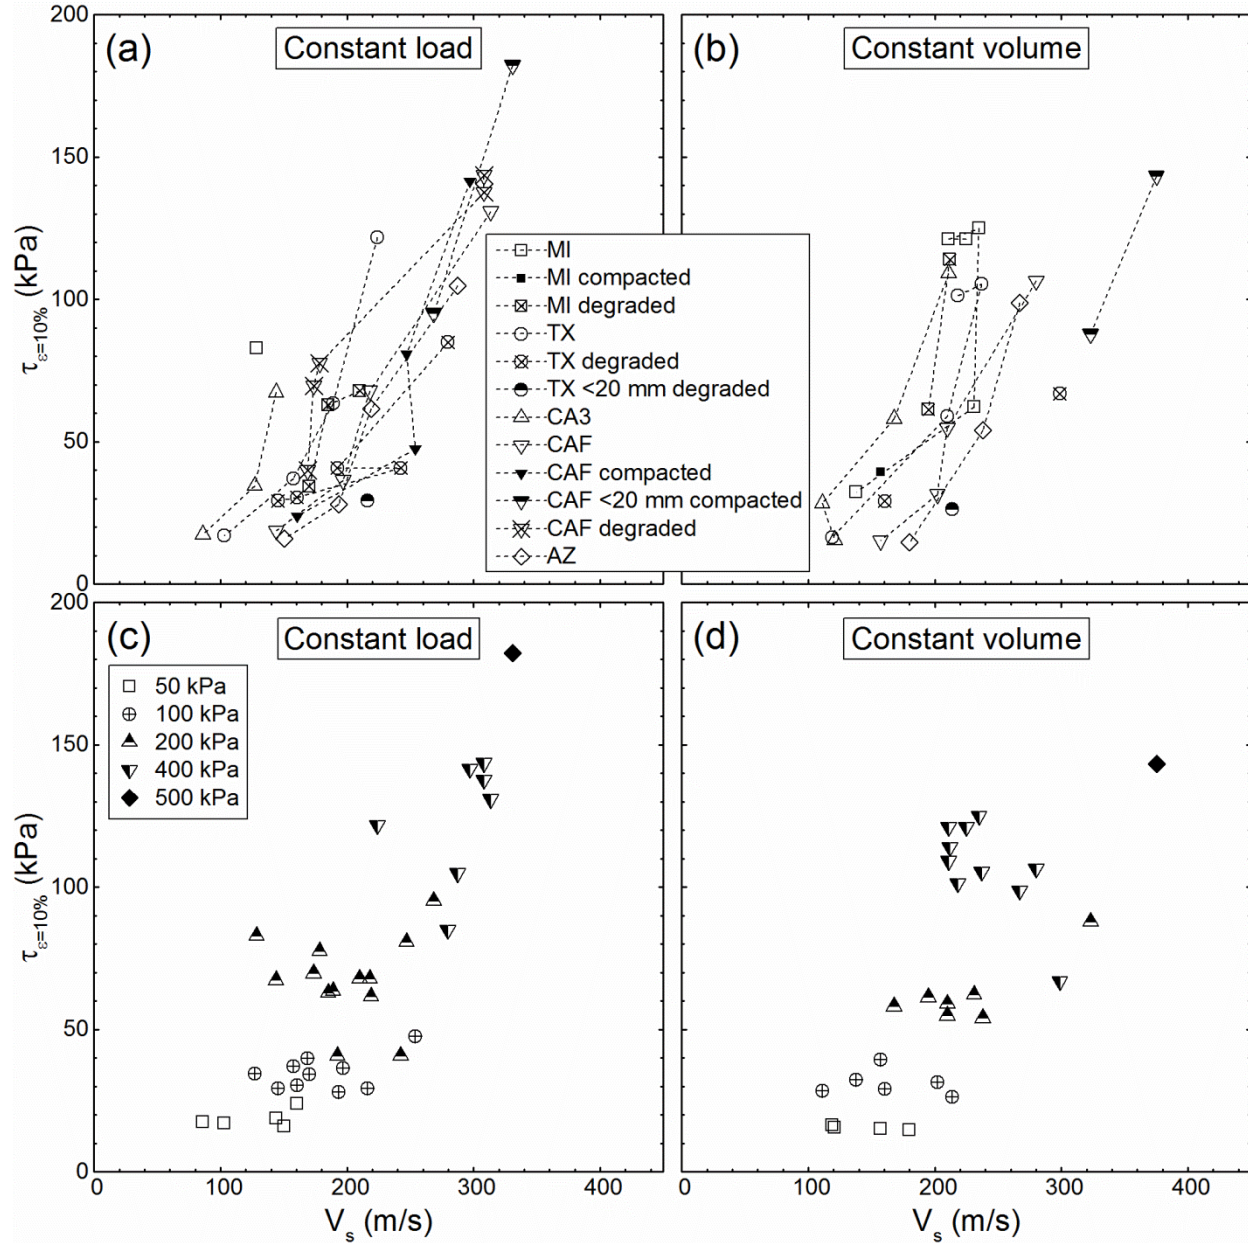 200
150
100
50
0
τε=10% (kPa)
(a)
Constant load
(b)
Constant volume
MI
MI compacted
MI degraded
TX
TX degraded
TX <20 mm degraded
CA3
CAF
CAF compacted
CAF <20 mm compacted
CAF degraded
AZ
200
150
100
50
0
τε=10% (kPa)
(c)
Constant load
50 kPa
100 kPa
200 kPa
400 kPa
500 kPa
(d)
Constant volume
0 100 200 300 400
Vs (m/s)
0 100 200 300 400
Vs (m/s)